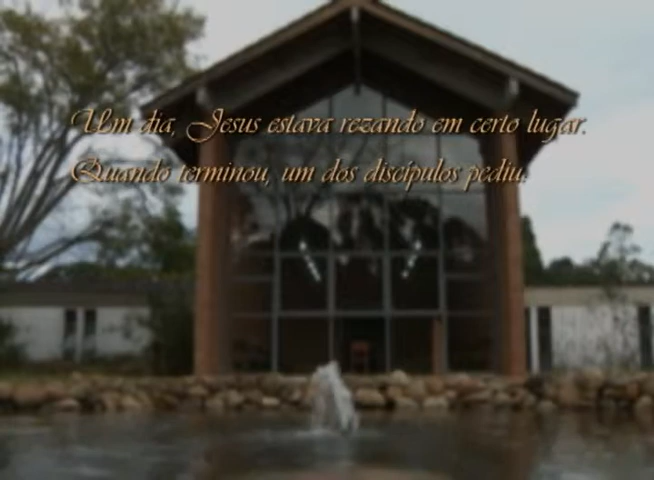 Um dia, Jesus estava rezando em certo lugar.
Quando terminou, um dos discípulos pediu: